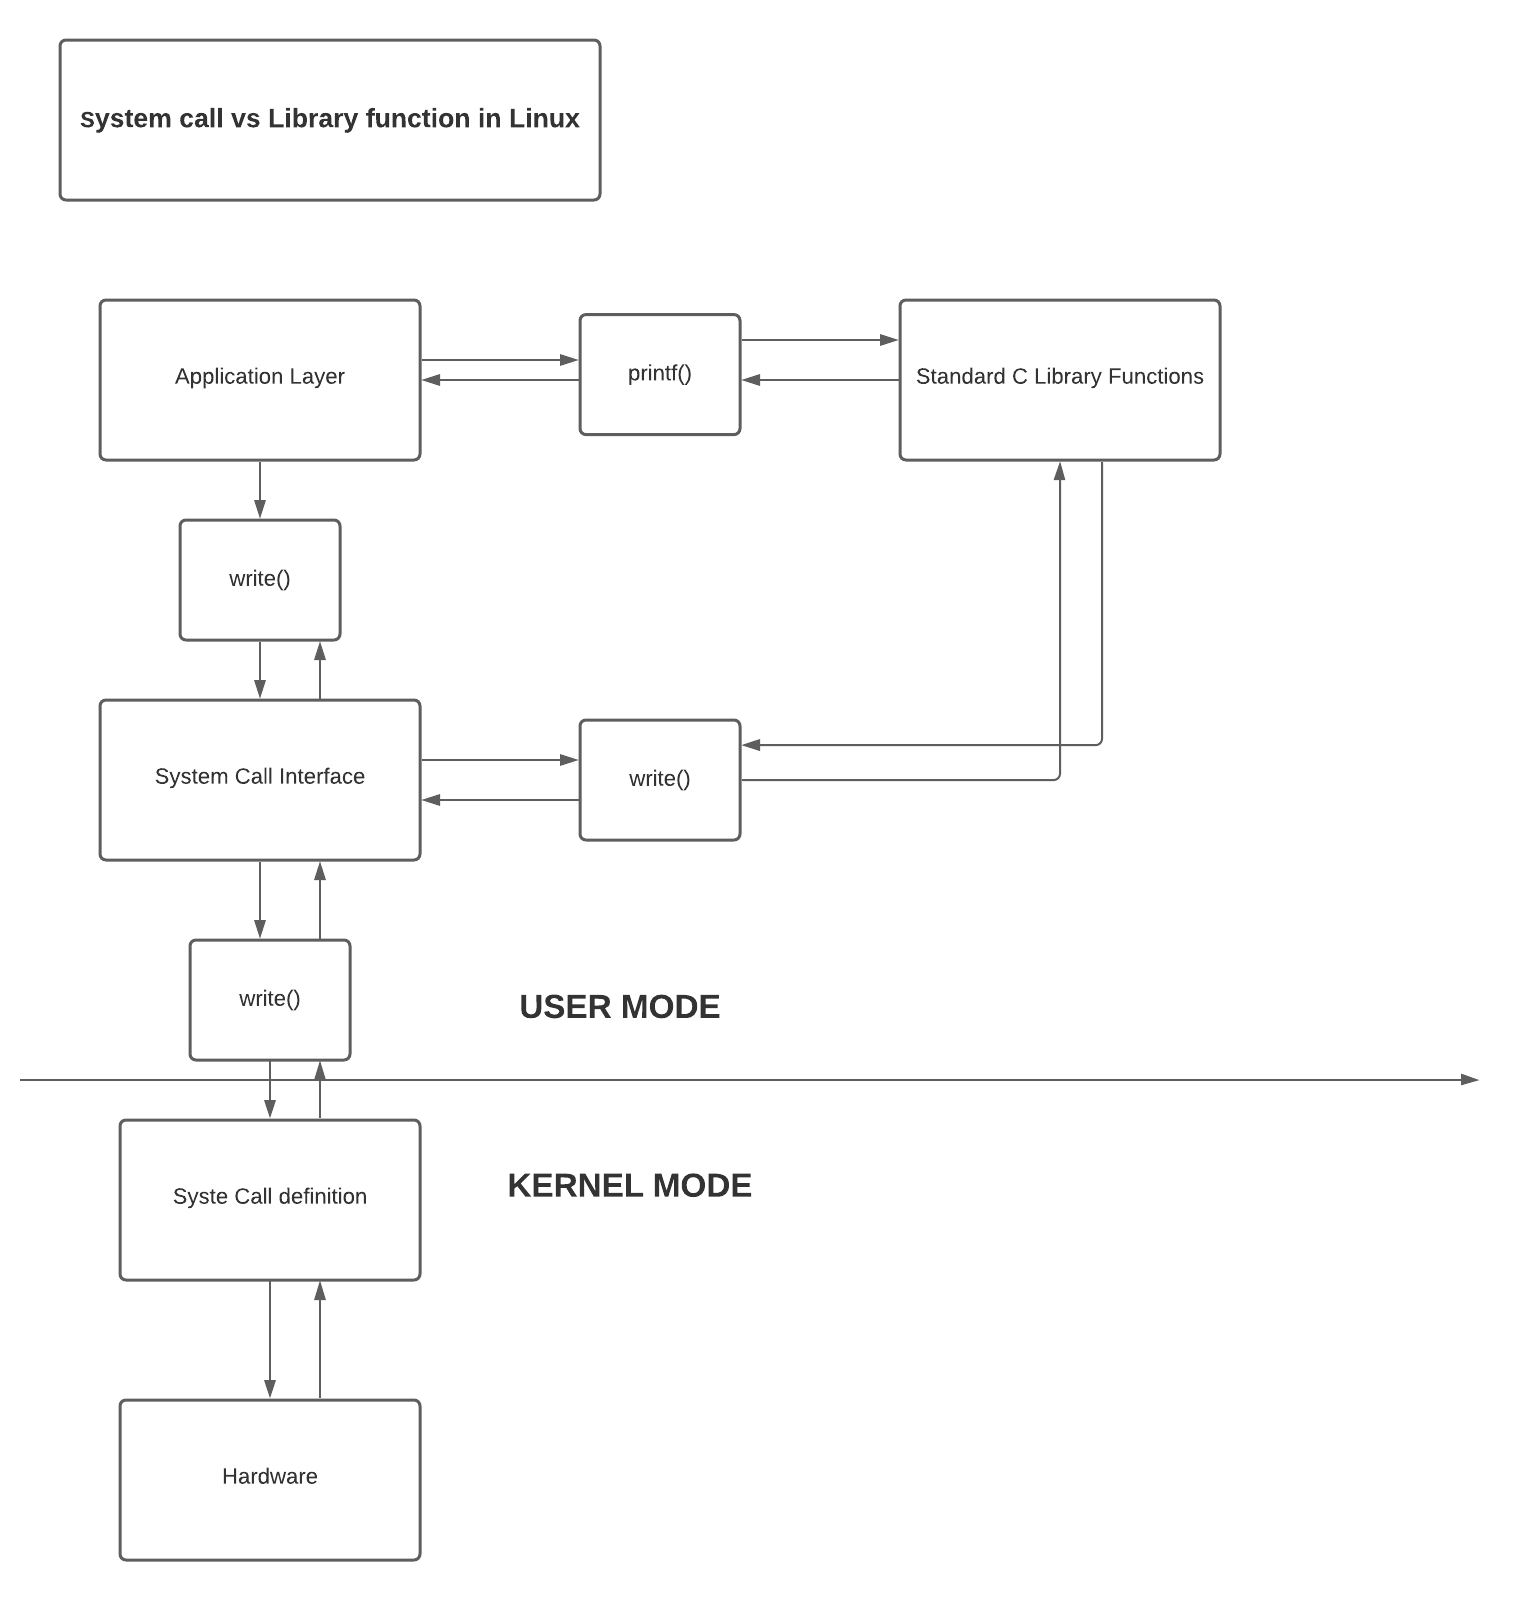 System call vs Library function in Linux
Application Layer
printf()
Standard C Library Functions
write()
System Call Interface
write()
write()
USER MODE
Syste Call definition
KERNEL MODE
Hardware